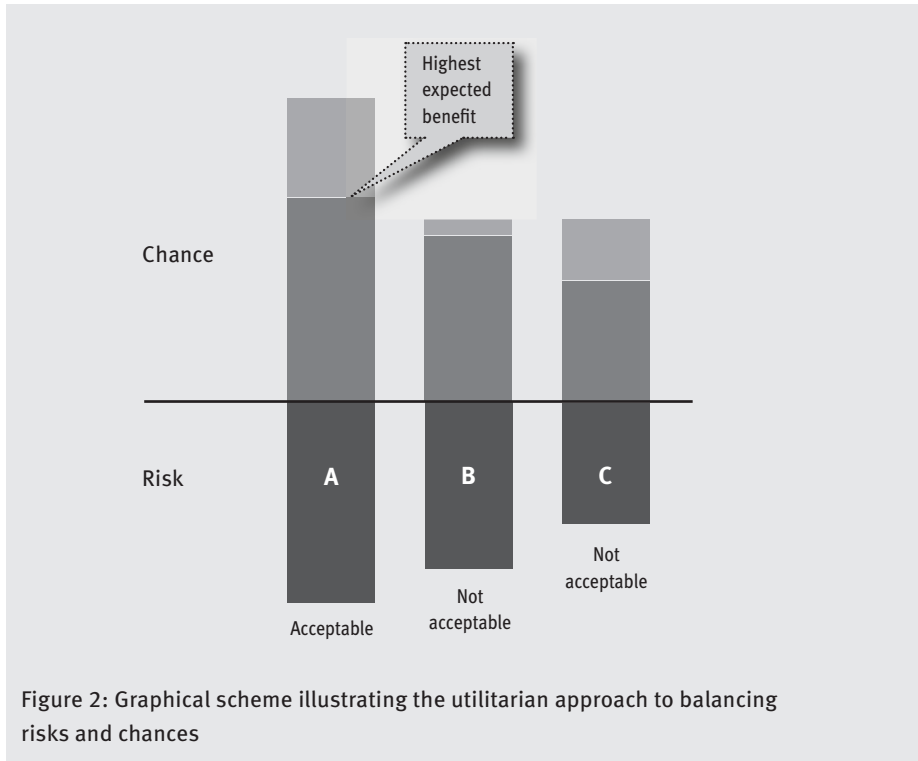 Highest
expected
benefit
Chance
Risk
A
B
C
Acceptable
Not
acceptable
Not
acceptable
Figure 2: Graphical scheme illustrating the utilitarian approach to balancing
risks and chances